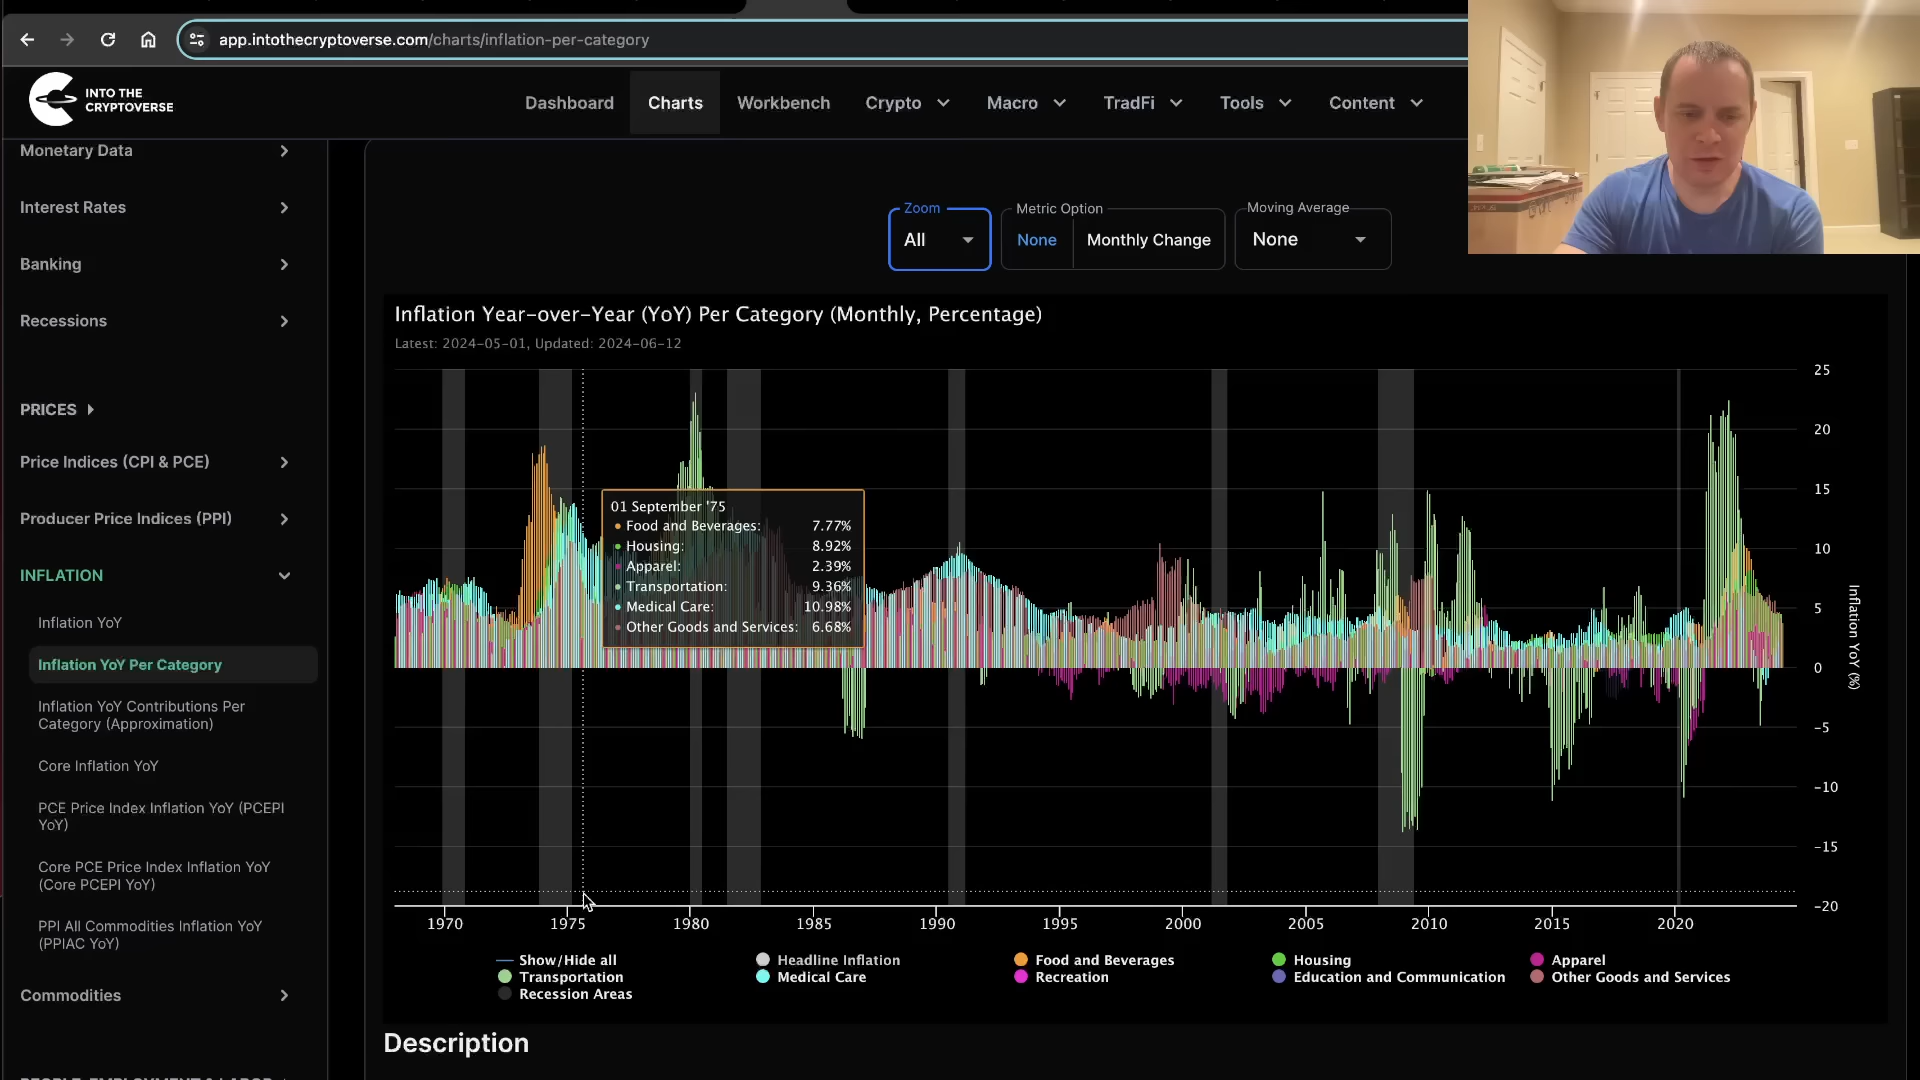 app.intothecryptoverse.com/charts/inflation-per-category
INTO THE
CRYPTOVERSE
Dashboard
Charts
Workbench
Crypto
Macro
TradFi
Tools
Content
Monetary Data
Interest Rates
Banking
Recessions
PRICES
Price Indices (CPI & PCE)
Producer Price Indices (PPI)
INFLATION
Inflation YoY
Inflation YoY Per Category
Inflation YoY Contributions Per
Category (Approximation)
Core Inflation YoY
PCE Price Index Inflation YoY (PCEPI
YoY)
Core PCE Price Index Inflation YoY
(Core PCEPI YoY)
PPI All Commodities Inflation YoY
(PPIAC YoY)
Commodities
Zoom
All
Metric Option
None
Monthly Change
Moving Average
None
Inflation Year-over-Year (YoY) Per Category (Monthly, Percentage)
Latest: 2024-05-01, Updated: 2024-06-12
01 September '75
Food and Beverages: 7.77%
Housing: 8.92%
Apparel: 2.39%
Transportation: 9.36%
Medical Care: 10.98%
Other Goods and Services: 6.68%
25
20
15
10
5
0
-5
-10
-15
-20
Inflation YoY (%)
1970 1975 1980 1985 1990 1995 2000 2005 2010 2015 2020
Show/Hide all
Headline Inflation
Food and Beverages
Housing
Apparel
Transportation
Medical Care
Recreation
Education and Communication
Other Goods and Services
Recession Areas
Description